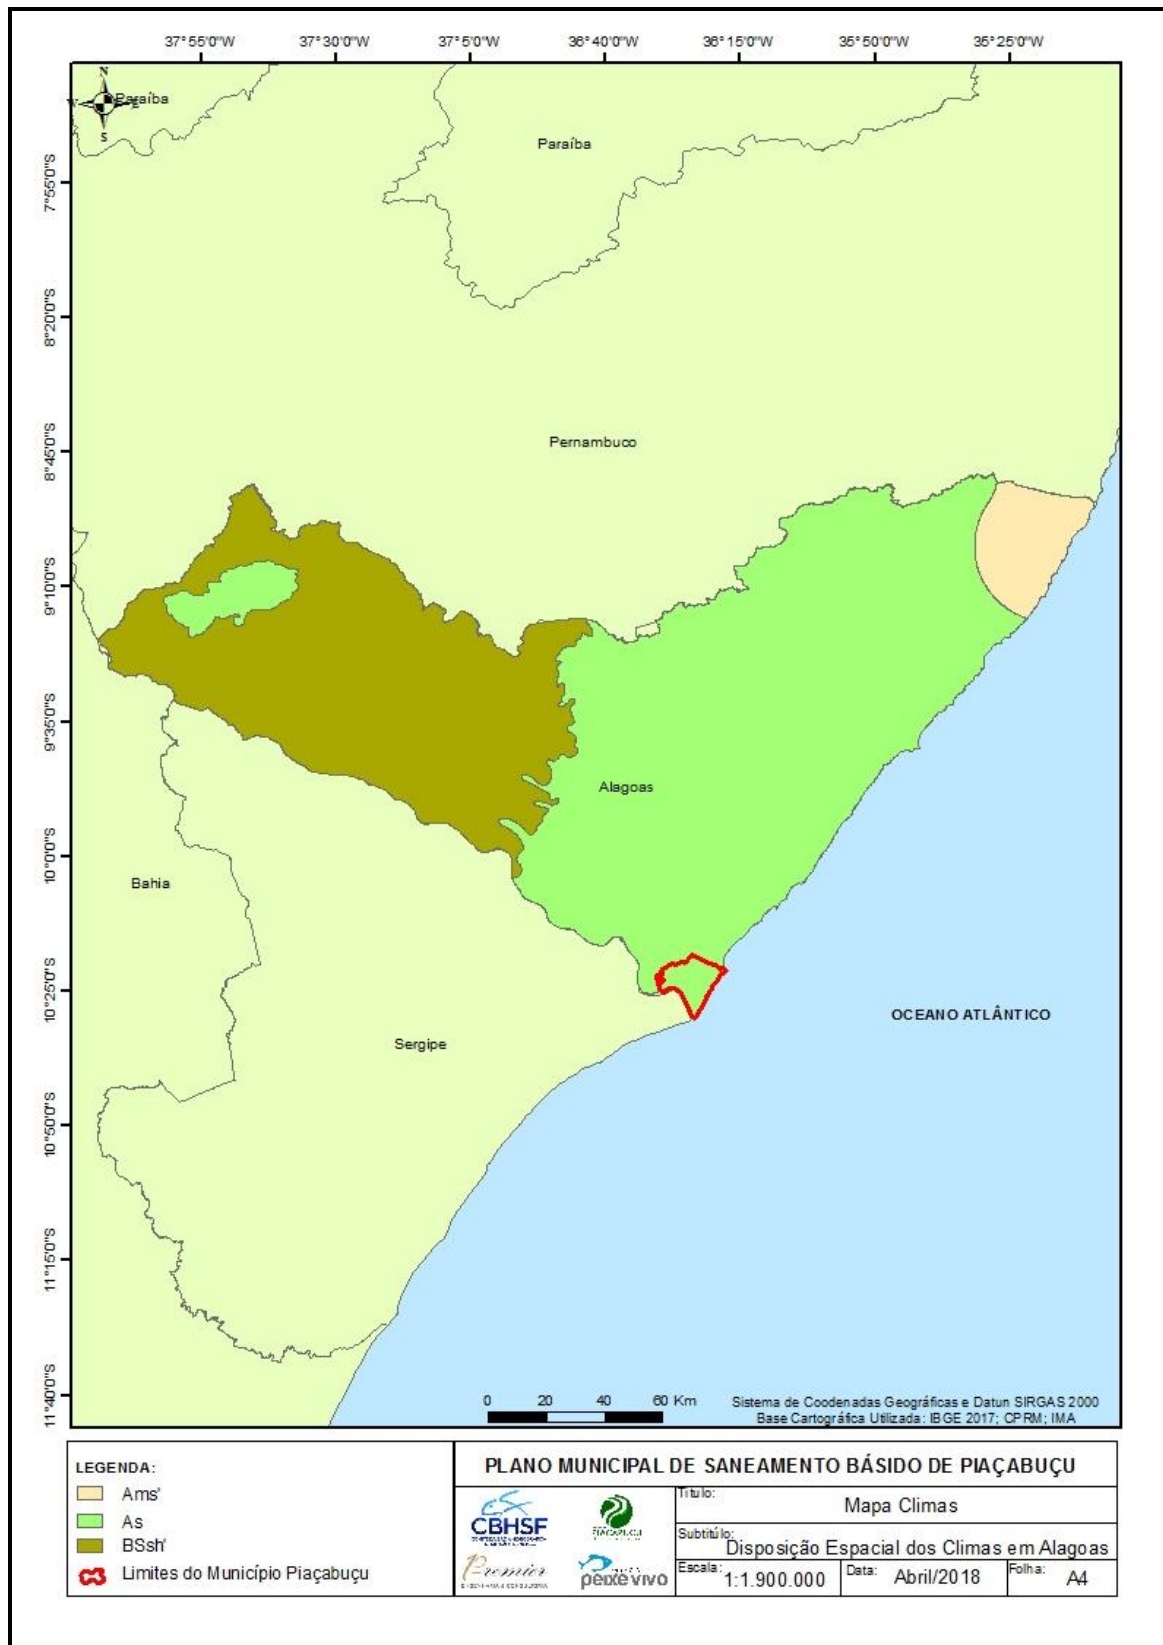 37°55'0"W 37°30'0"W 37°5'0"W 36°40'0"W 36°15'0"W 35°50'0"W 35°25'0"W
N
E
S
Paraíba
Paraíba
7°55'0"S
8°20'0"S
Pernambuco
8°45'0"S
9°10'0"S
9°35'0"S
Alagoas
10°0'0"S
Bahia
10°25'0"S
OCEANO ATLÂNTICO
Sergipe
10°50'0"S
11°15'0"S
11°40'0"S
0 20 40 60 Km
Sistema de Coodenadas Geográficas e Datun SIRGAS 2000
Base Cartográfica Utilizada: IBGE 2017; CPRM; IMA
LEGENDA:
Ams'
As
BSsh'
Limites do Município Piaçabuçu
PLANO MUNICIPAL DE SANEAMENTO BÁSIDO DE PIAÇABUÇU
CBHSF
PIAÇABUÇU
Premier
ENGENHARIA E CONSULTORIA
peixe vivo
Título:
Mapa Climas
Subtítúlo:
Disposição Espacial dos Climas em Alagoas
Escala: 1:1.900.000
Data: Abril/2018
Folha: A4